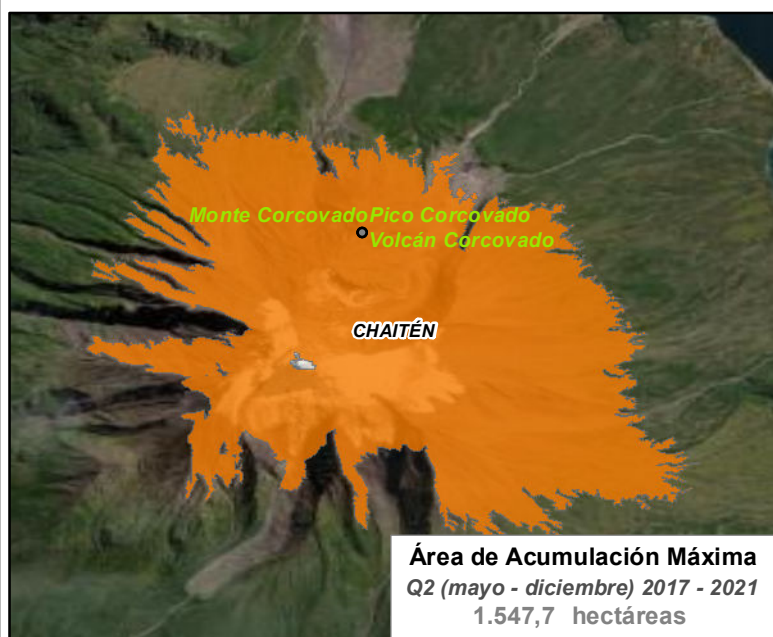 Monte Corcovado Pico Corcovado
Volcán Corcovado
CHAITÉN
Área de Acumulación Máxima
Q2 (mayo - diciembre) 2017 - 2021
1.547,7 hectáreas